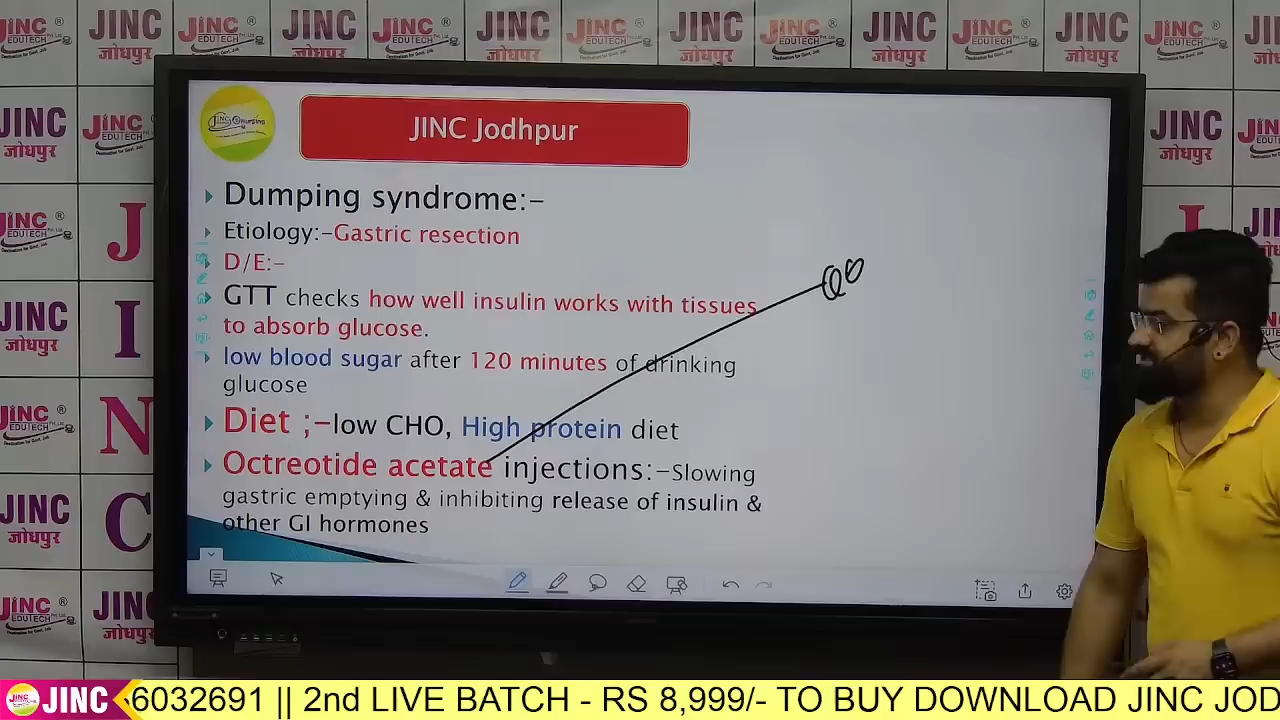 JINC Jodhpur
Dumping syndrome:-
Etiology:-Gastric resection
D/E:-
GTT checks how well insulin works with tissues
to absorb glucose.
low blood sugar after 120 minutes of drinking
glucose
Diet ;-low CHO, High protein diet
Octreotide acetate injections:-Slowing
gastric emptying & inhibiting release of insulin &
other GI hormones
J
I
N
C
JINC EDUTECH
जोधपुर
JINC 6032691 || 2nd LIVE BATCH - RS 8,999/- TO BUY DOWNLOAD JINC JOD